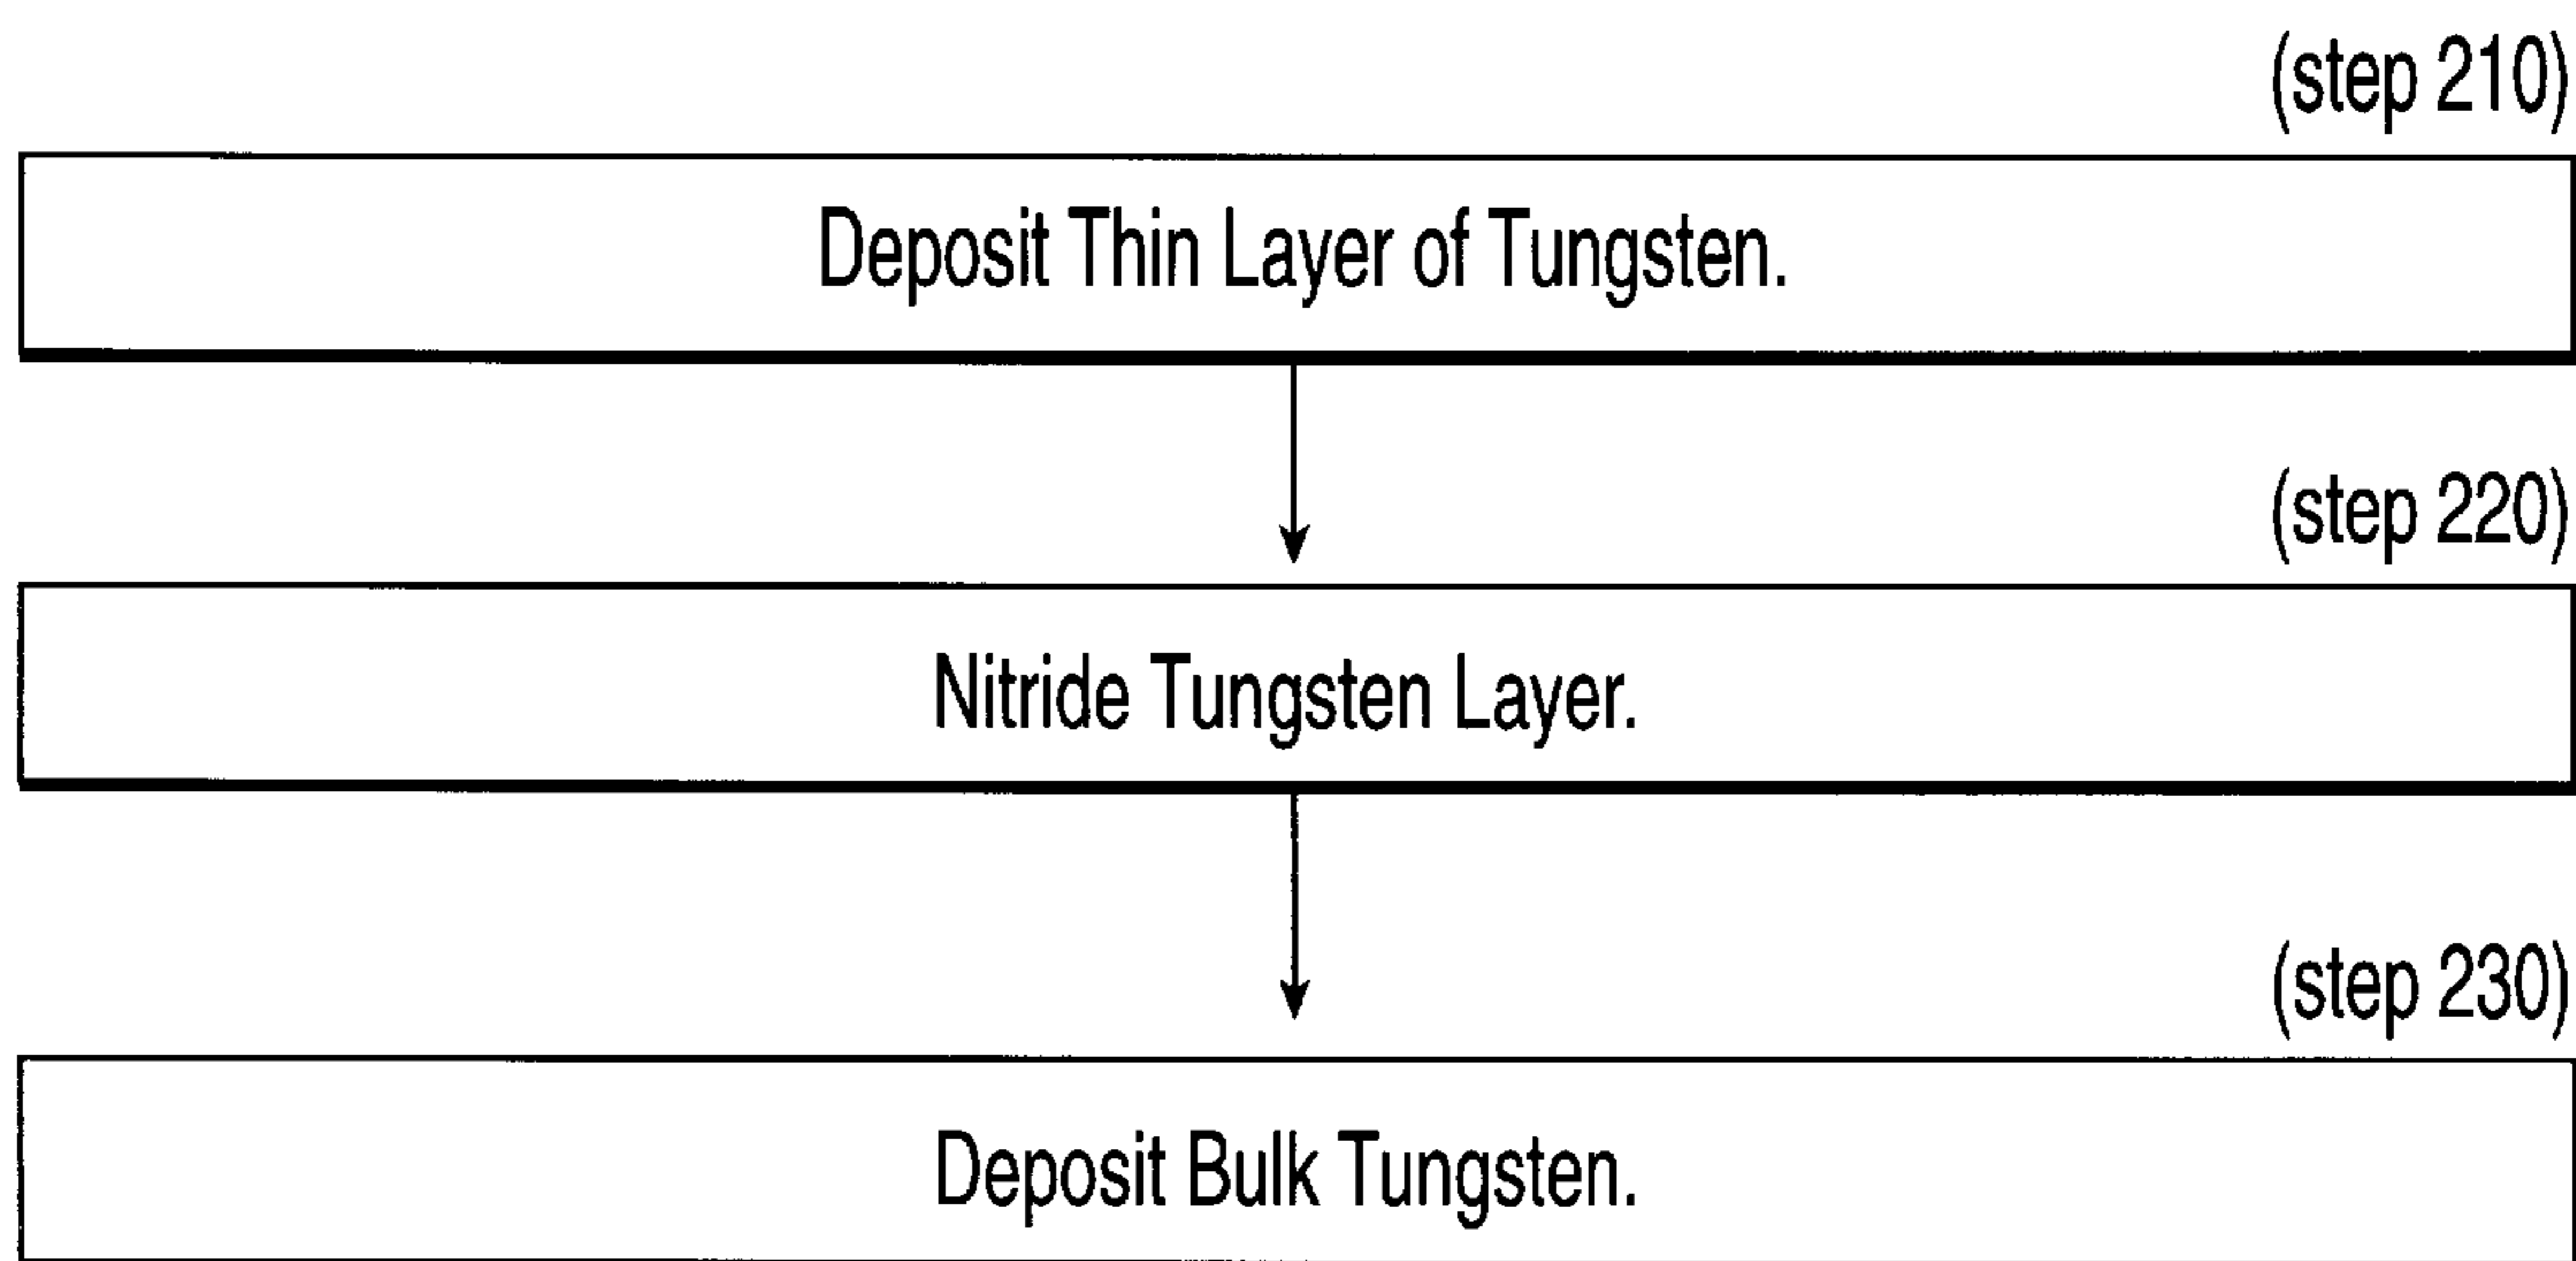 (step 210)
Deposit Thin Layer of Tungsten.
(step 220)
Nitride Tungsten Layer.
(step 230)
Deposit Bulk Tungsten.